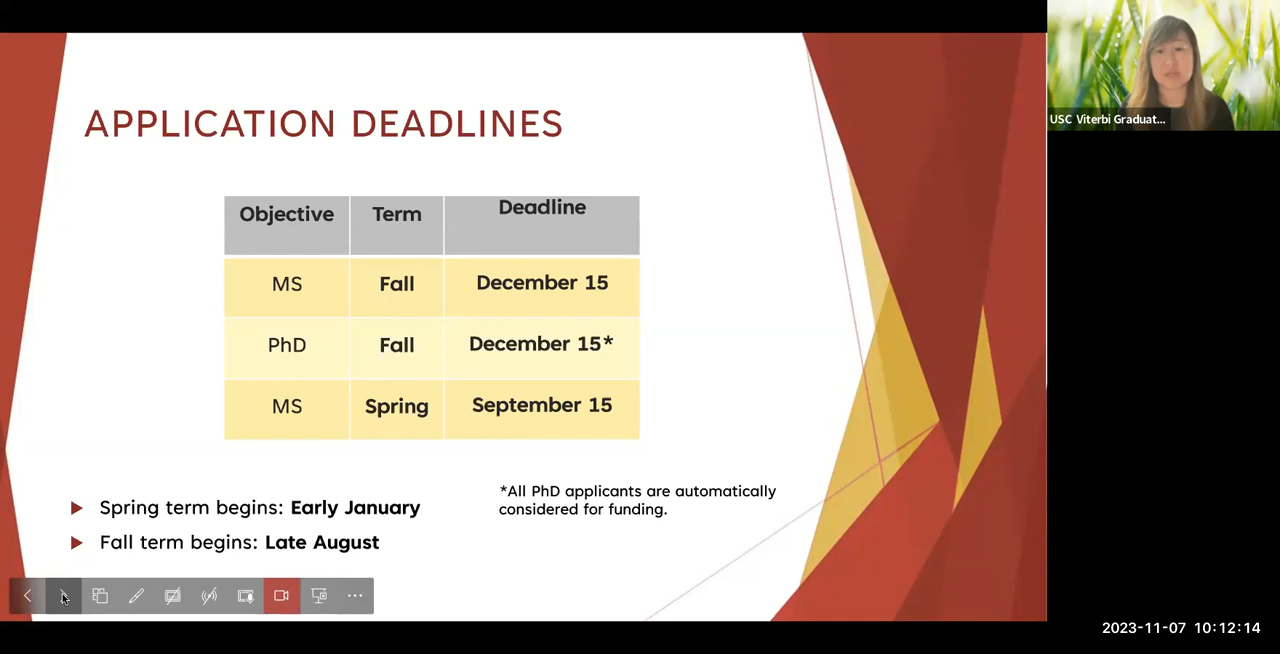 APPLICATION DEADLINES
Objective Term Deadline
MS Fall December 15
PhD Fall December 15*
MS Spring September 15
Spring term begins: Early January
Fall term begins: Late August
*All PhD applicants are automatically
considered for funding.
USC Viterbi Graduat...
2023-11-07 10:12:14